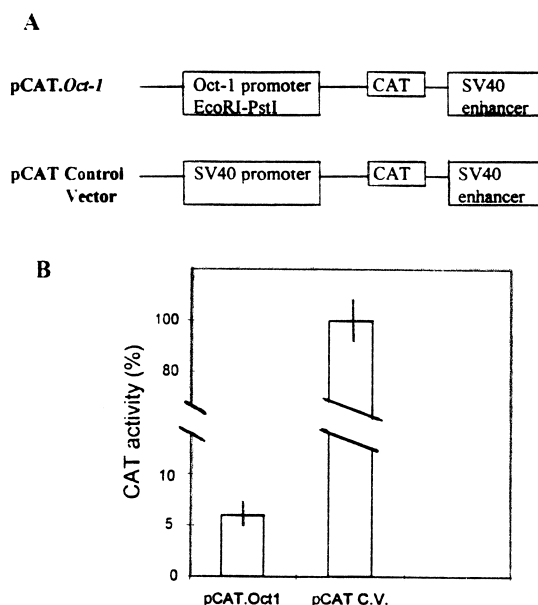 A
pCAT.Oct-1
Oct-1 promoter
EcoRI-PstI
CAT
SV40
enhancer
pCAT Control
Vector
SV40 promoter
CAT
SV40
enhancer
B
CAT activity (%)
100
80
10
5
0
pCAT.Oct1
pCAT C.V.